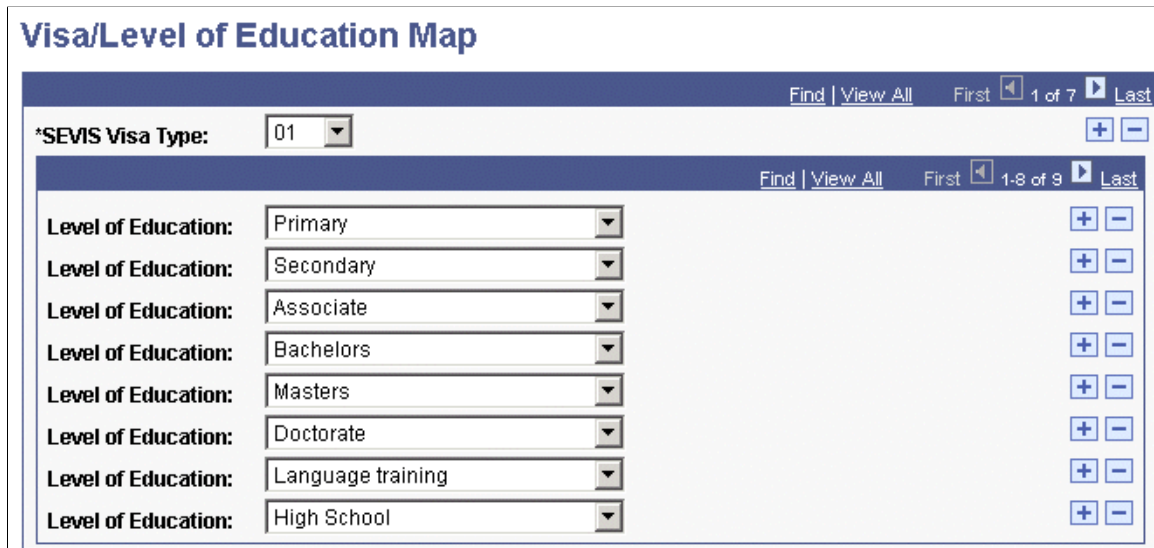 Visa/Level of Education Map
Find | View All First 1 of 7 Last
*SEVIS Visa Type: 01
Find | View All First 1-8 of 9 Last
Level of Education: Primary
Level of Education: Secondary
Level of Education: Associate
Level of Education: Bachelors
Level of Education: Masters
Level of Education: Doctorate
Level of Education: Language training
Level of Education: High School